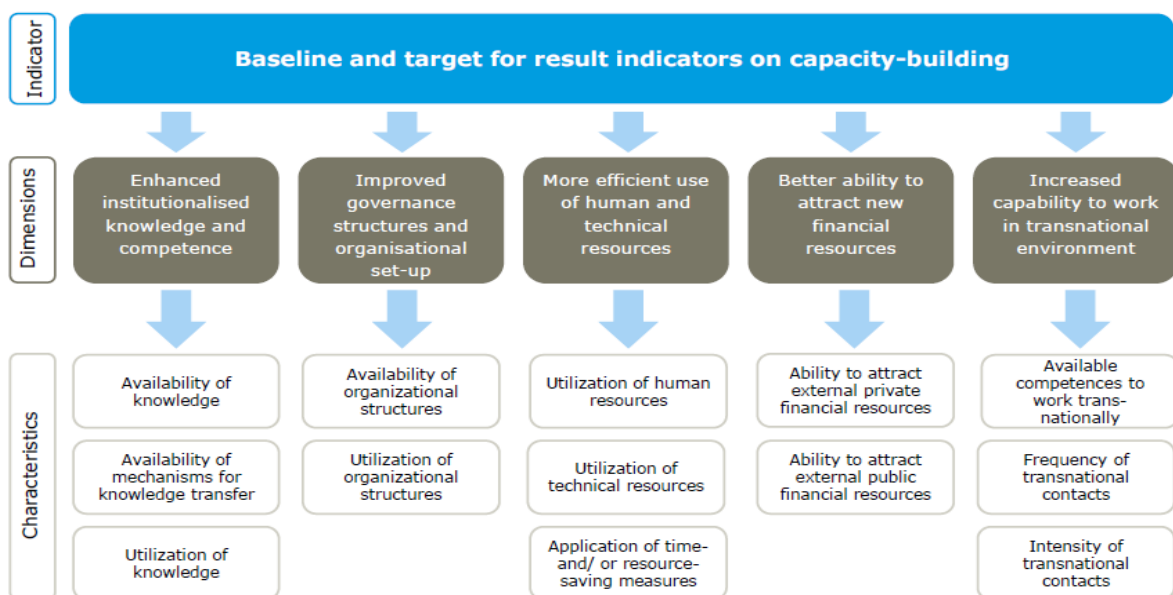 Indicator
Baseline and target for result indicators on capacity-building
Dimensions
Enhanced
institutionalised
knowledge and
competence
Improved
governance
structures and
organisational
set-up
More efficient use
of human and
technical
resources
Better ability to
attract new
financial
resources
Increased
capability to work
in transnational
environment
Characteristics
Availability of
knowledge
Availability of
mechanisms for
knowledge transfer
Utilization of
knowledge
Availability of
organizational
structures
Utilization of
organizational
structures
Utilization of human
resources
Utilization of
technical resources
Application of time-
and/ or resource-
saving measures
Ability to attract
external private
financial resources
Ability to attract
external public
financial resources
Available
competences to
work trans-
nationally
Frequency of
transnational
contacts
Intensity of
transnational
contacts